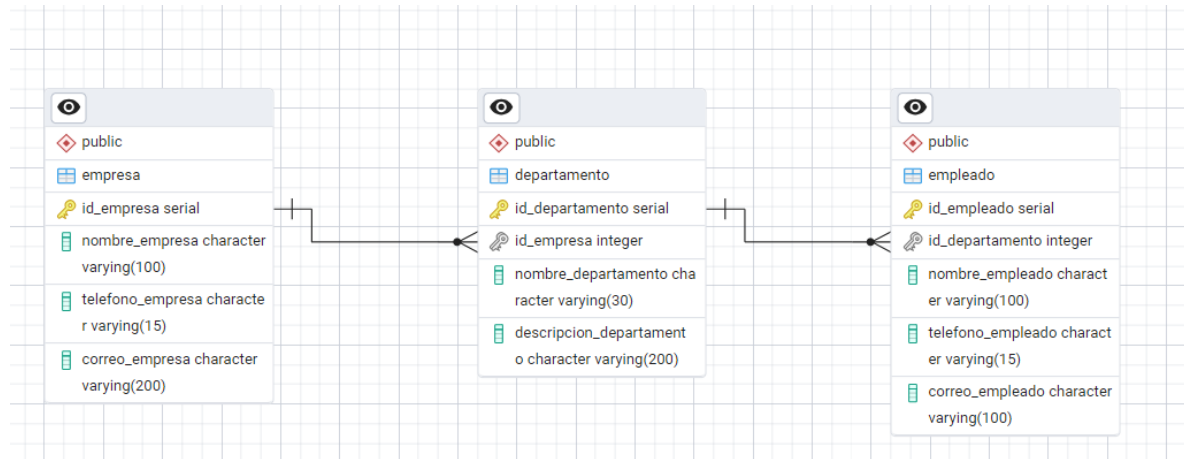 public
empresa
id_empresa serial
nombre_empresa character
varying(100)
telefono_empresa characte
r varying(15)
correo_empresa character
varying(200)
public
departamento
id_departamento serial
id_empresa integer
nombre_departamento cha
racter varying(30)
descripcion_departament
o character varying(200)
public
empleado
id_empleado serial
id_departamento integer
nombre_empleado charact
er varying(100)
telefono_empleado charact
er varying(15)
correo_empleado character
varying(100)